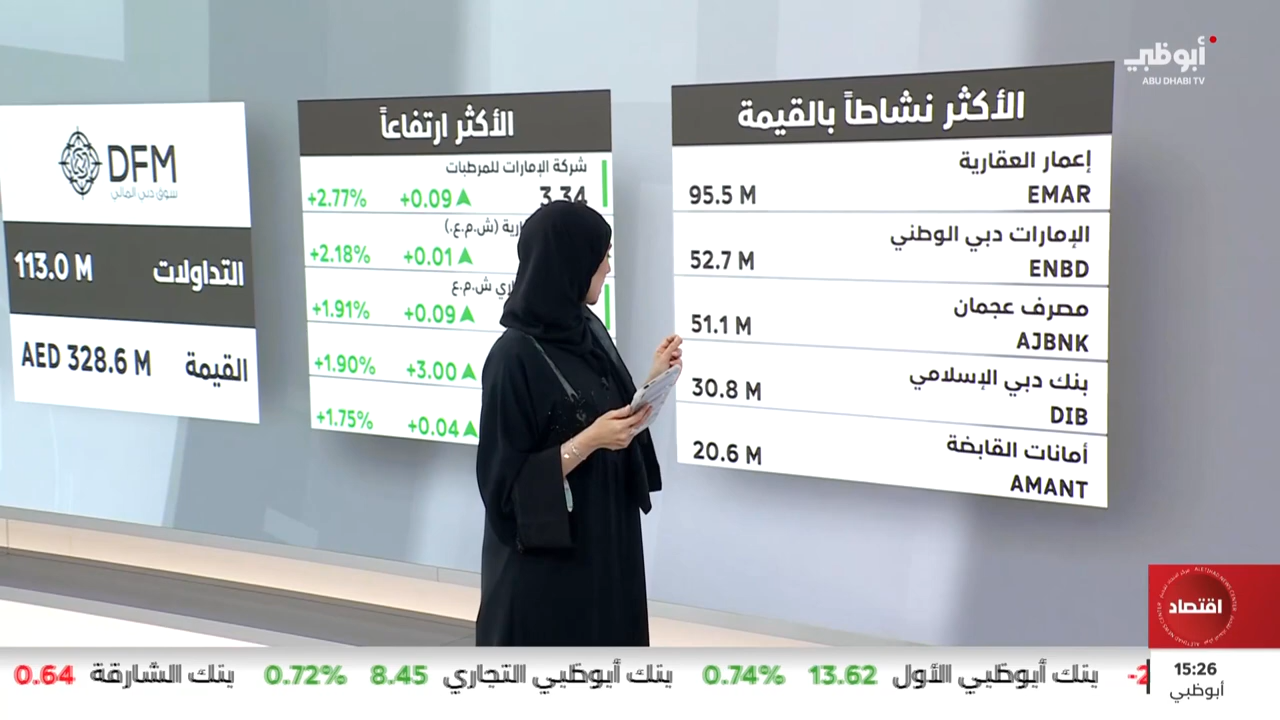 أبوظبي
ABU DHABI TV
الأكثر نشاطاً بالقيمة
إعمار العقارية
EMAR 95.5 M
الإمارات دبي الوطني
ENBD 52.7 M
مصرف عجمان
AJBNK 51.1 M
بنك دبي الإسلامي
DIB 30.8 M
أمانات القابضة
AMANT 20.6 M
الأكثر ارتفاعاً
شركة الإمارات للمرطبات
3.34 +0.09 +2.77%
(ش.م.ع.)
+0.01 +2.18%
ش.م.ع
+0.09 +1.91%
+3.00 +1.90%
+0.04 +1.75%
DFM
سوق دبي المالي
التداولات 113.0 M
القيمة AED 328.6 M
اقتصاد
ALETIHAD NEWS CENTER
15:26
أبوظبي
بنك أبوظبي الأول 13.62 0.74% بنك أبوظبي التجاري 8.45 0.72% بنك الشارقة 0.64